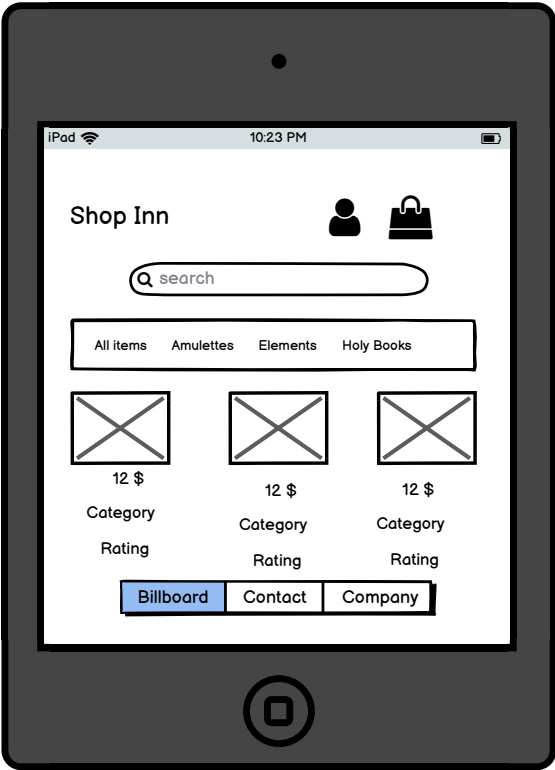 iPad 10:23 PM
Shop Inn
search
All items Amulettes Elements Holy Books
12 $ 12 $ 12 $
Category Category Category
Rating Rating Rating
Billboard Contact Company